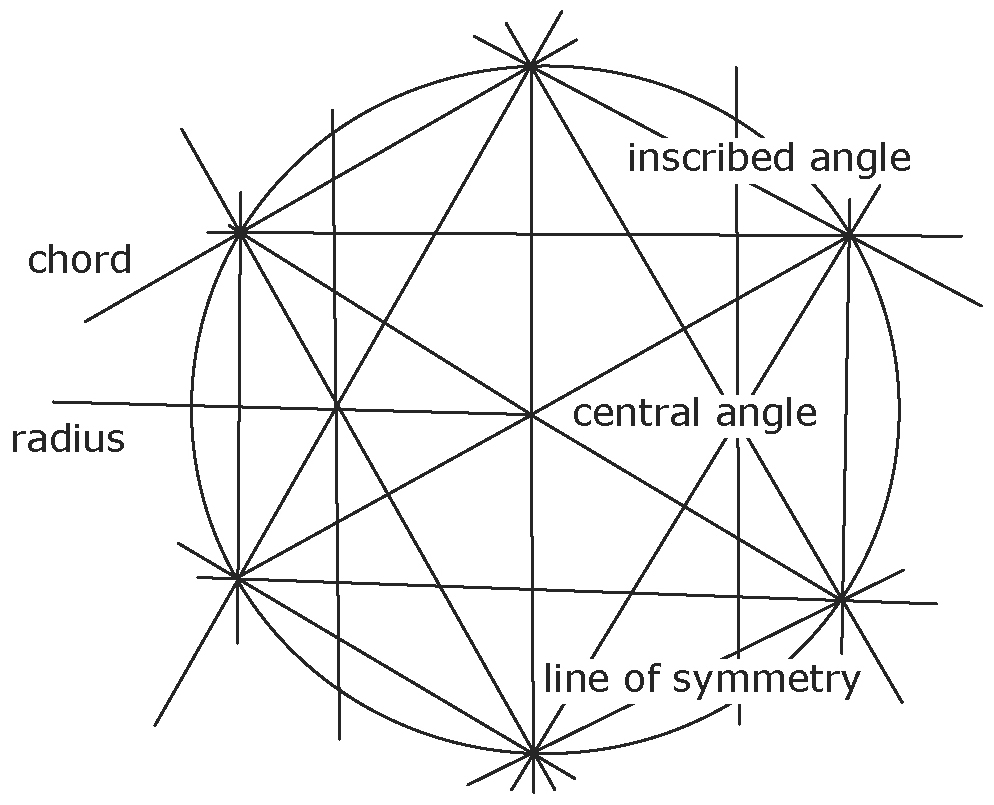 inscribed angle
chord
central angle
radius
line of symmetry